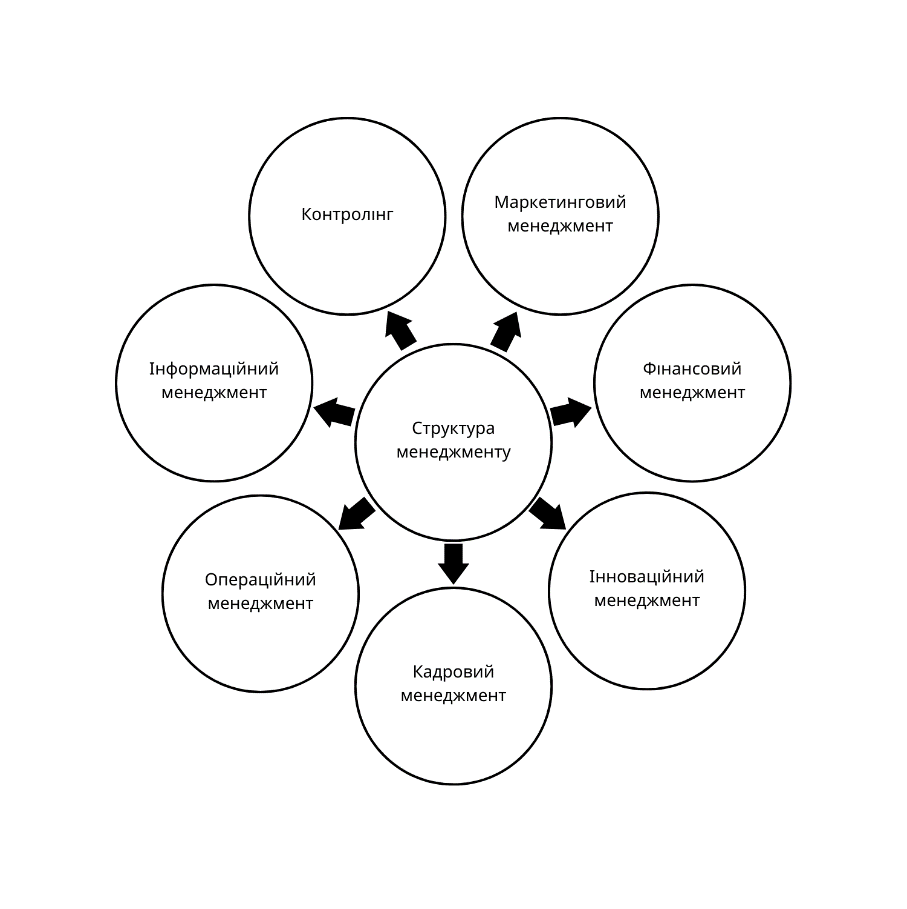 Контролінг
Маркетинговий
менеджмент
Інформаційний
менеджмент
Фінансовий
менеджмент
Структура
менеджменту
Операційний
менеджмент
Інноваційний
менеджмент
Кадровий
менеджмент